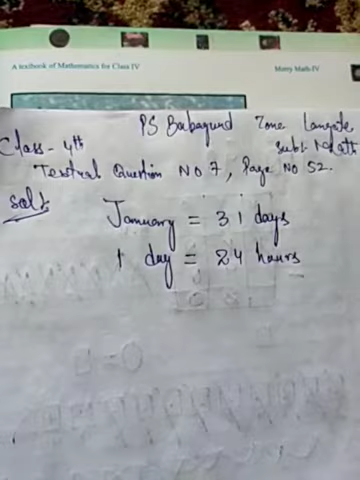 A textbook of Mathematics for Class IV Merry Math-IV
PS Babagund Zone Langate
Class - 4th Sub:- Math
Textual Question No 7, Page No 52.
Sol:
January = 31 days
1 day = 24 hours